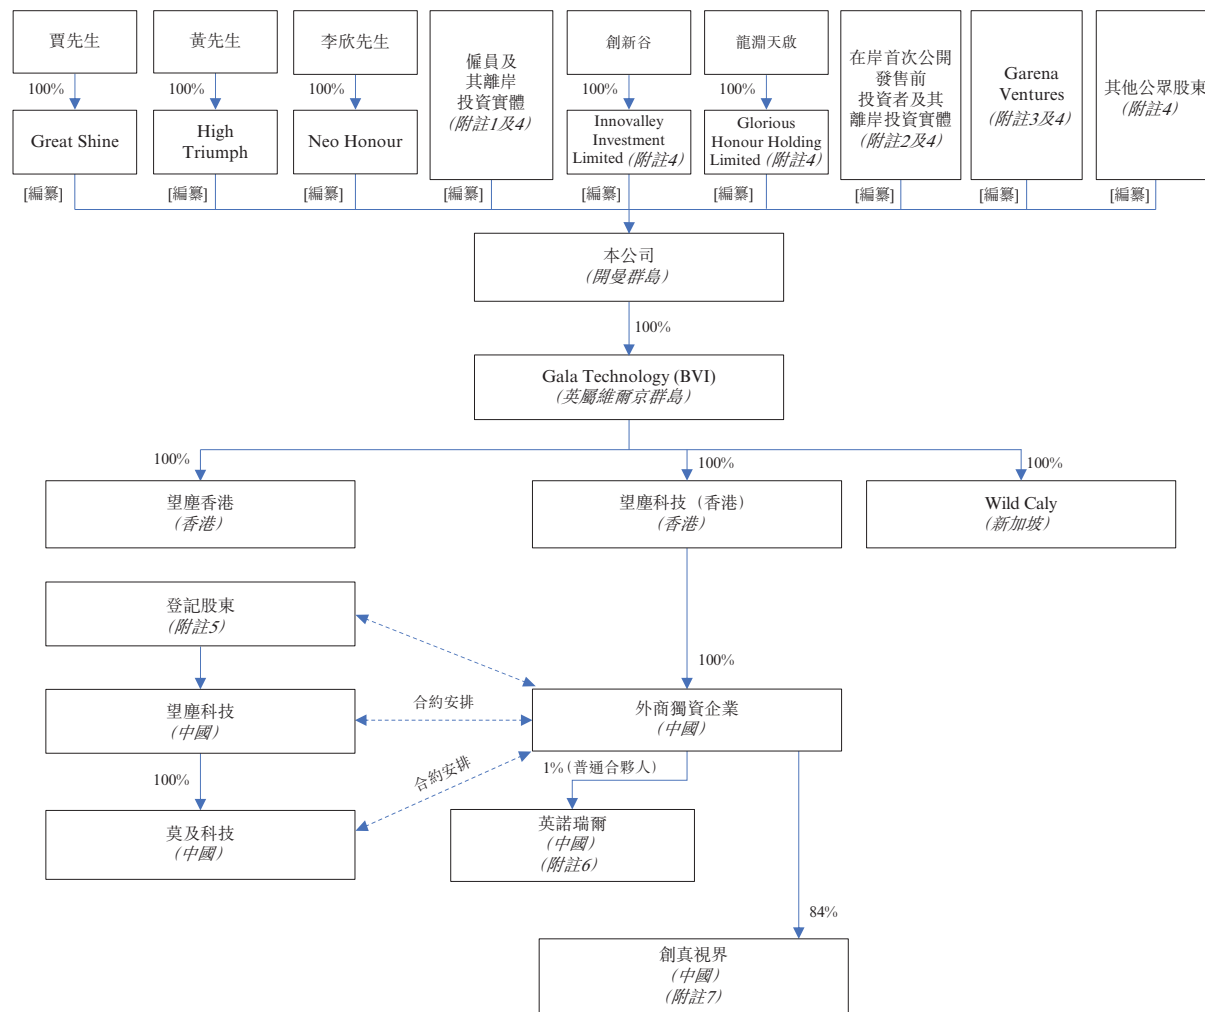 賈先生
黃先生
李欣先生
僱員及
其離岸
投資實體
(附註1及4)
創新谷
龍淵天啟
在岸首次公開
發售前
投資者及其
離岸投資實體
(附註2及4)
Garena
Ventures
(附註3及4)
其他公眾股東
(附註4)
100%
100%
100%
100%
100%
Great Shine
High
Triumph
Neo Honour
Innovalley
Investment
Limited (附註4)
Glorious
Honour Holding
Limited (附註4)
[編纂]
[編纂]
[編纂]
[編纂]
[編纂]
[編纂]
[編纂]
[編纂]
[編纂]
本公司
(開曼群島)
100%
Gala Technology (BVI)
(英屬維爾京群島)
100%
100%
100%
望塵香港
(香港)
望塵科技（香港）
(香港)
Wild Caly
(新加坡)
登記股東
(附註5)
100%
望塵科技
(中國)
合約安排
外商獨資企業
(中國)
100%
合約安排
1% (普通合夥人)
莫及科技
(中國)
英諾瑞爾
(中國)
(附註6)
84%
創真視界
(中國)
(附註7)